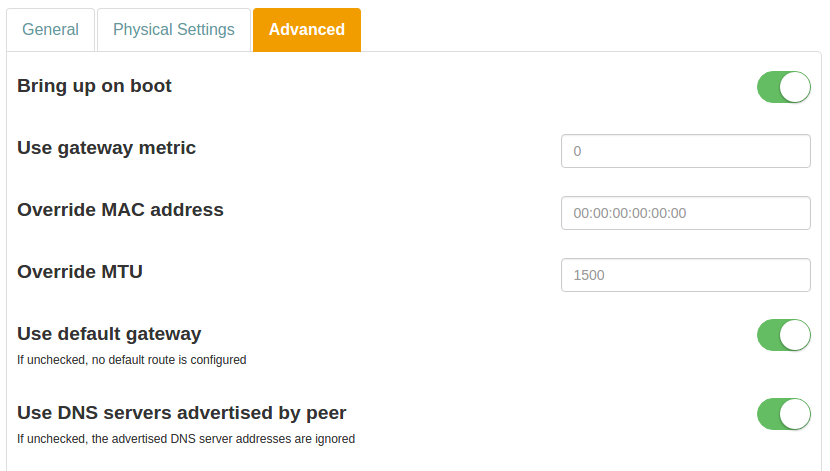 General Physical Settings Advanced
Bring up on boot
Use gateway metric 0
Override MAC address 00:00:00:00:00:00
Override MTU 1500
Use default gateway
If unchecked, no default route is configured
Use DNS servers advertised by peer
If unchecked, the advertised DNS server addresses are ignored